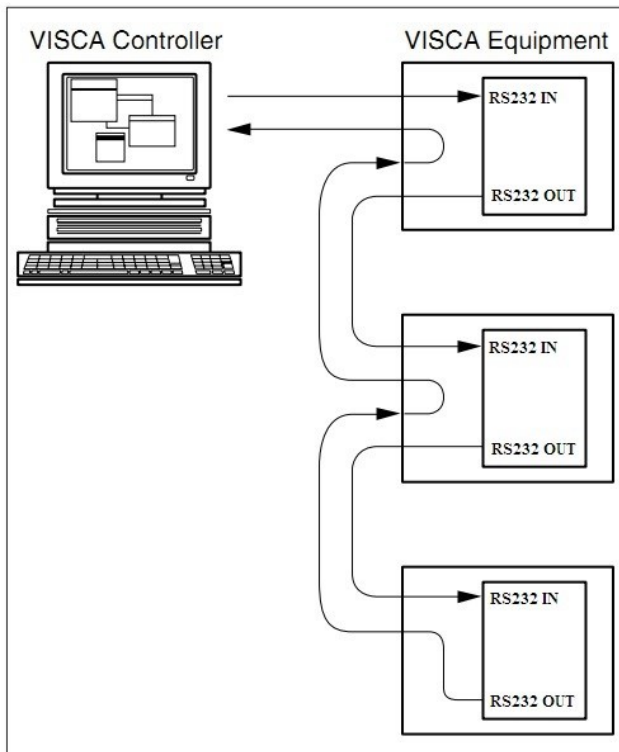 VISCA Controller
VISCA Equipment
RS232 IN
RS232 OUT
RS232 IN
RS232 OUT
RS232 IN
RS232 OUT